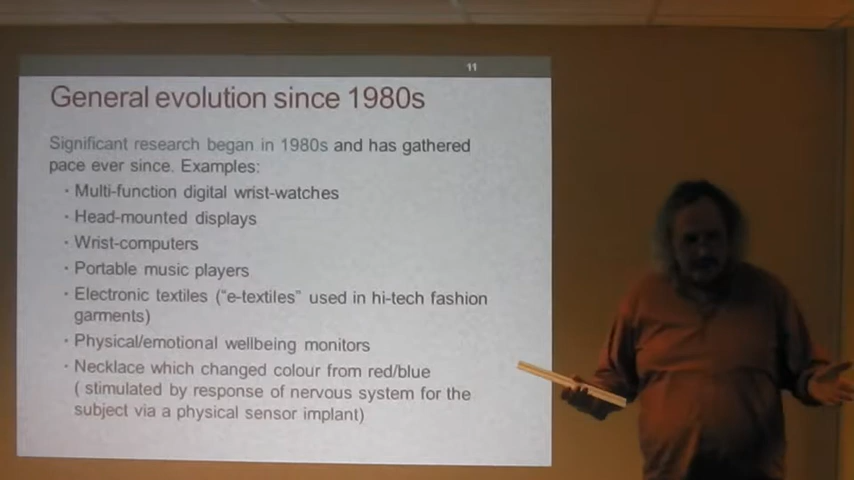 11
General evolution since 1980s
Significant research began in 1980s and has gathered
pace ever since. Examples:
• Multi-function digital wrist-watches
• Head-mounted displays
• Wrist-computers
• Portable music players
• Electronic textiles (“e-textiles” used in hi-tech fashion
garments)
• Physical/emotional wellbeing monitors
• Necklace which changed colour from red/blue
( stimulated by response of nervous system for the
subject via a physical sensor implant)